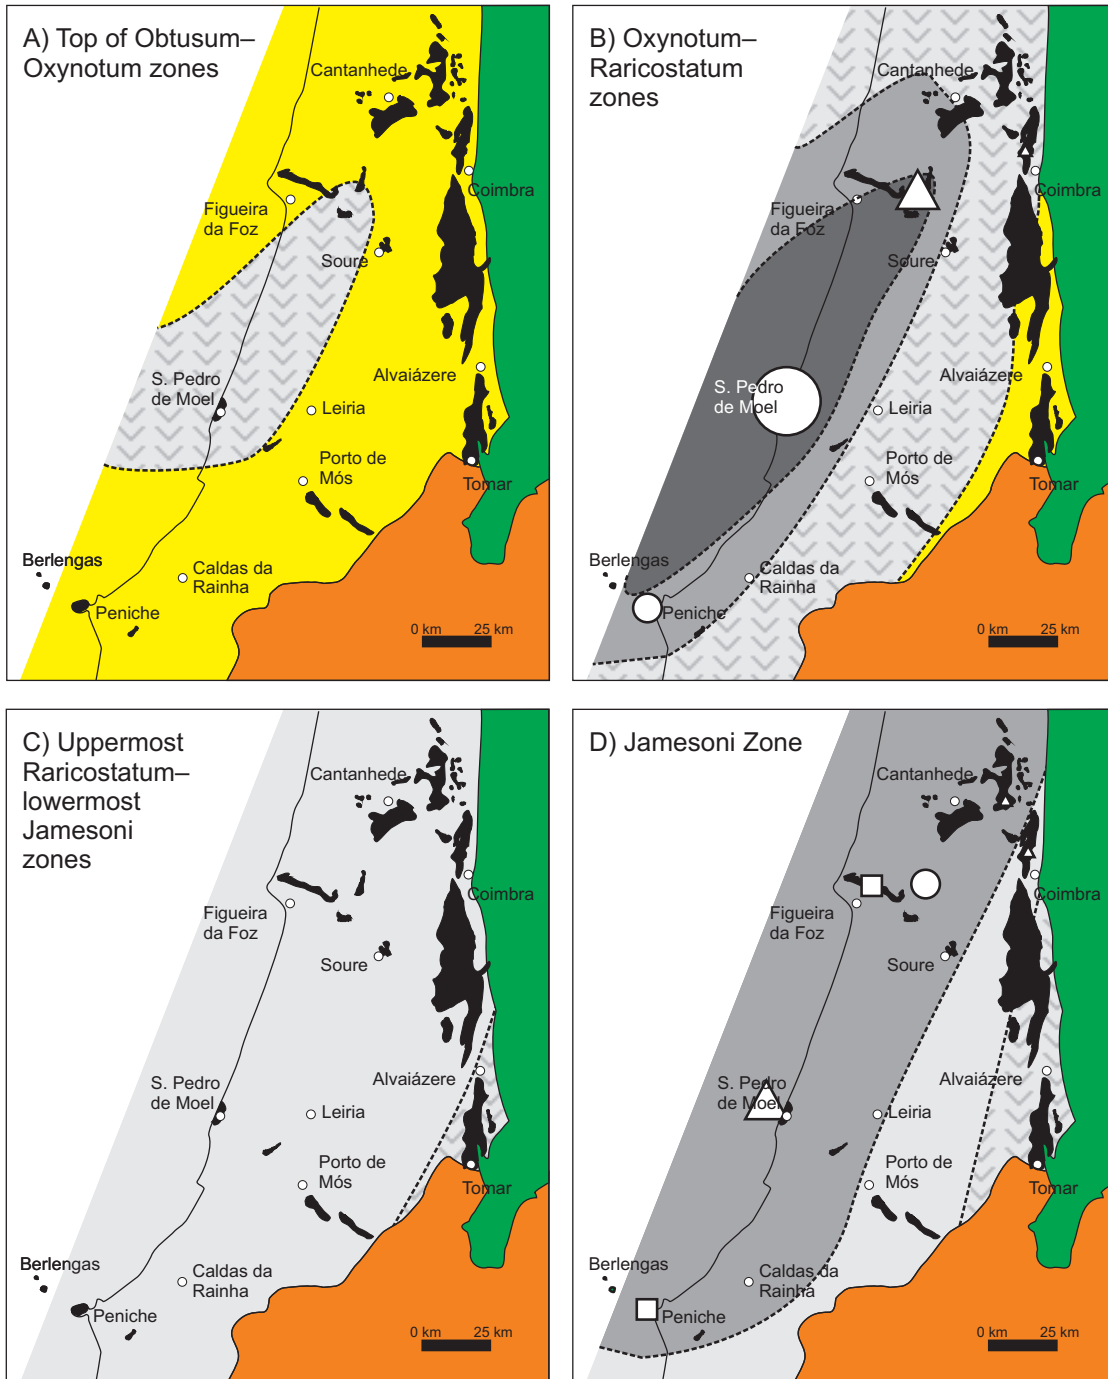 A) Top of Obtusum–
Oxynotum zones
Cantanhede
Coimbra
Figueira
da Foz
Soure
S. Pedro
de Moel
Alvaiázere
Leiria
Porto de
Mós
Tomar
Berlengas
Caldas da
Rainha
Peniche
0 km 25 km
B) Oxynotum–
Raricostatum
zones
Cantanhede
Coimbra
Figueira
da Foz
Soure
S. Pedro
de Moel
Alvaiázere
Leiria
Porto de
Mós
Tomar
Berlengas
Caldas da
Rainha
Peniche
0 km 25 km
C) Uppermost
Raricostatum–
lowermost
Jamesoni
zones
Cantanhede
Coimbra
Figueira
da Foz
Soure
S. Pedro
de Moel
Alvaiázere
Leiria
Porto de
Mós
Tomar
Berlengas
Caldas da
Rainha
Peniche
0 km 25 km
D) Jamesoni Zone
Cantanhede
Coimbra
Figueira
da Foz
Soure
S. Pedro
de Moel
Alvaiázere
Leiria
Porto de
Mós
Tomar
Berlengas
Caldas da
Rainha
Peniche
0 km 25 km